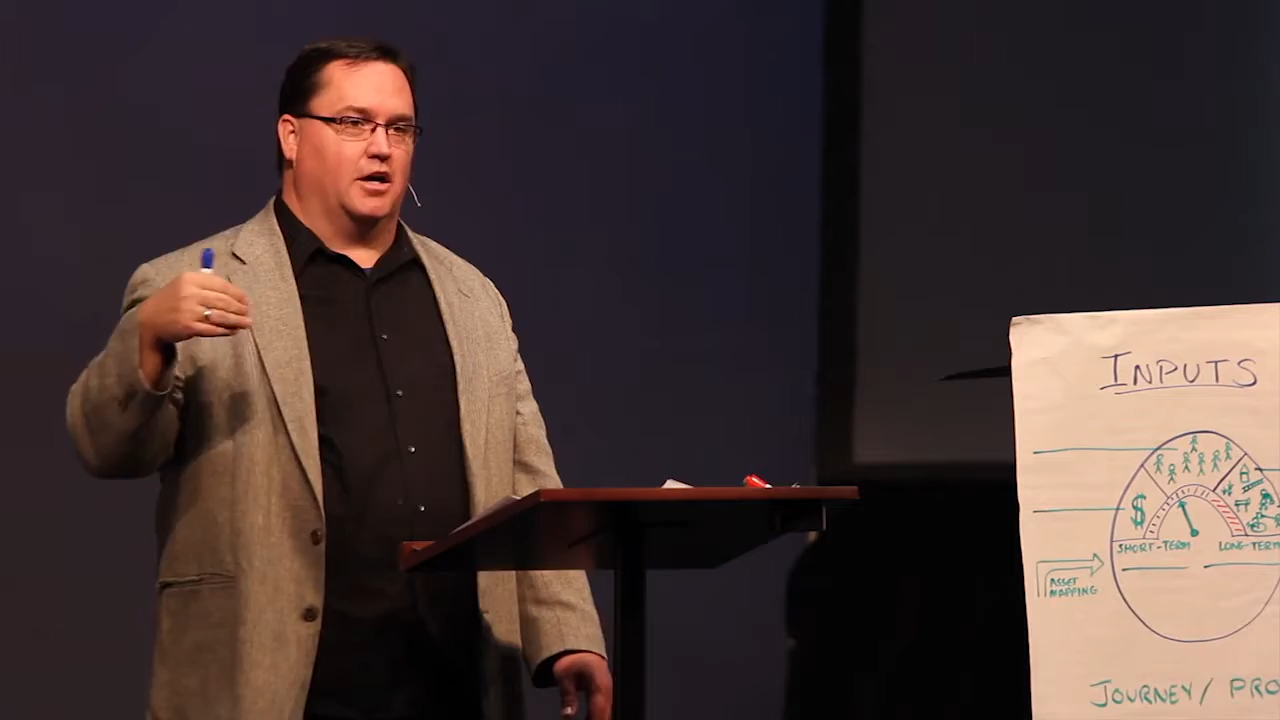 INPUTS
$
SHORT-TERM LONG-TERM
ASSET
MAPPING
JOURNEY/ PRO